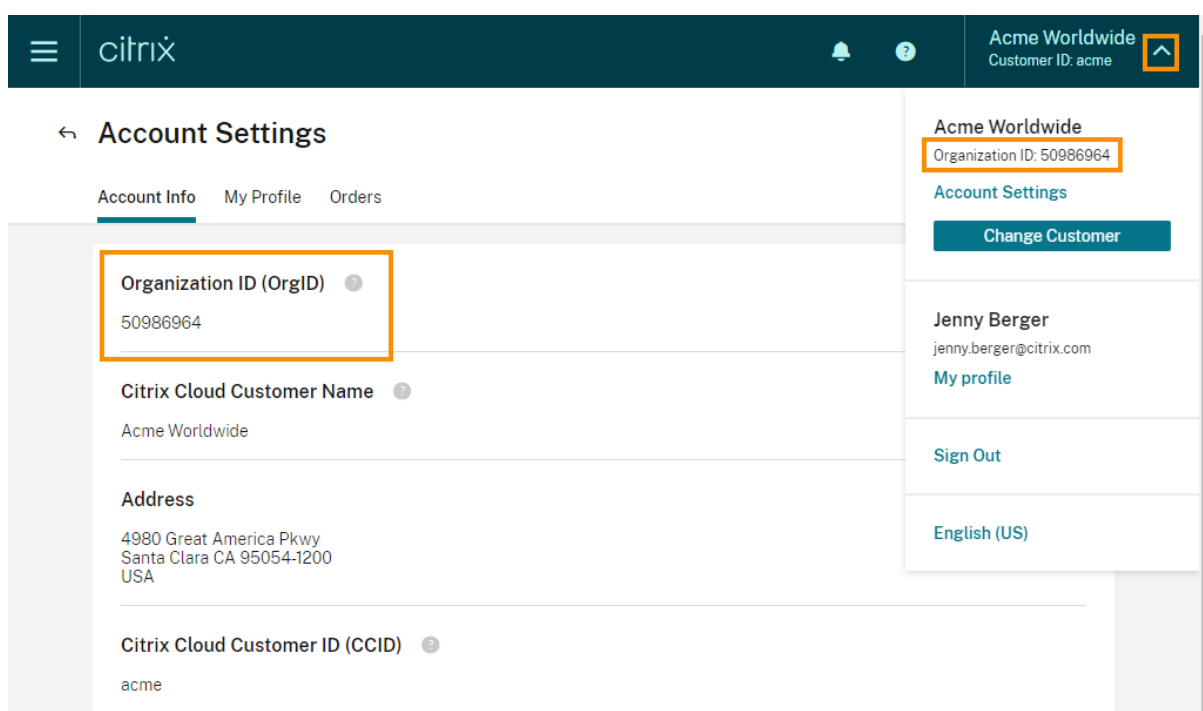 citrix
Acme Worldwide
Customer ID: acme
Account Settings
Account Info My Profile Orders
Organization ID (OrgID) ?
50986964
Citrix Cloud Customer Name ?
Acme Worldwide
Address
4980 Great America Pkwy
Santa Clara CA 95054-1200
USA
Citrix Cloud Customer ID (CCID) ?
acme
Acme Worldwide
Organization ID: 50986964
Account Settings
Change Customer
Jenny Berger
jenny.berger@citrix.com
My profile
Sign Out
English (US)